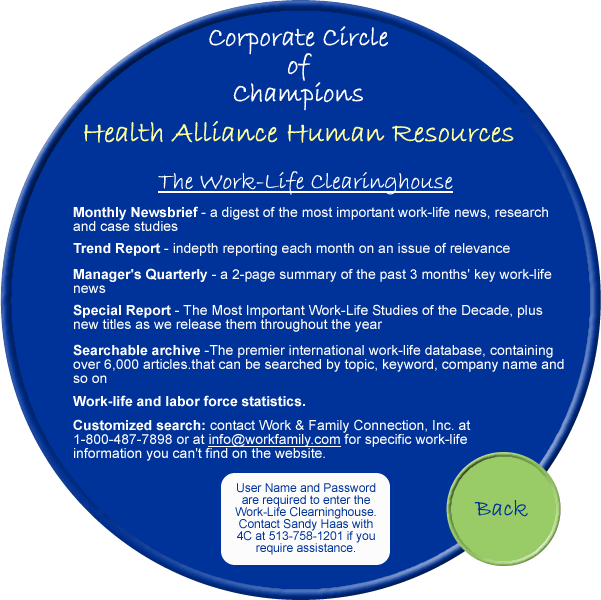 Corporate Circle
of
Champions
Health Alliance Human Resources
The Work-Life Clearinghouse
Monthly Newsbrief - a digest of the most important work-life news, research
and case studies
Trend Report - indepth reporting each month on an issue of relevance
Manager's Quarterly - a 2-page summary of the past 3 months' key work-life
news
Special Report - The Most Important Work-Life Studies of the Decade, plus
new titles as we release them throughout the year
Searchable archive -The premier international work-life database, containing
over 6,000 articles.that can be searched by topic, keyword, company name and
so on
Work-life and labor force statistics.
Customized search: contact Work & Family Connection, Inc. at
1-800-487-7898 or at info@workfamily.com for specific work-life
information you can't find on the website.
User Name and Password
are required to enter the
Work-Life Clearninghouse.
Contact Sandy Haas with
4C at 513-758-1201 if you
require assistance.
Back